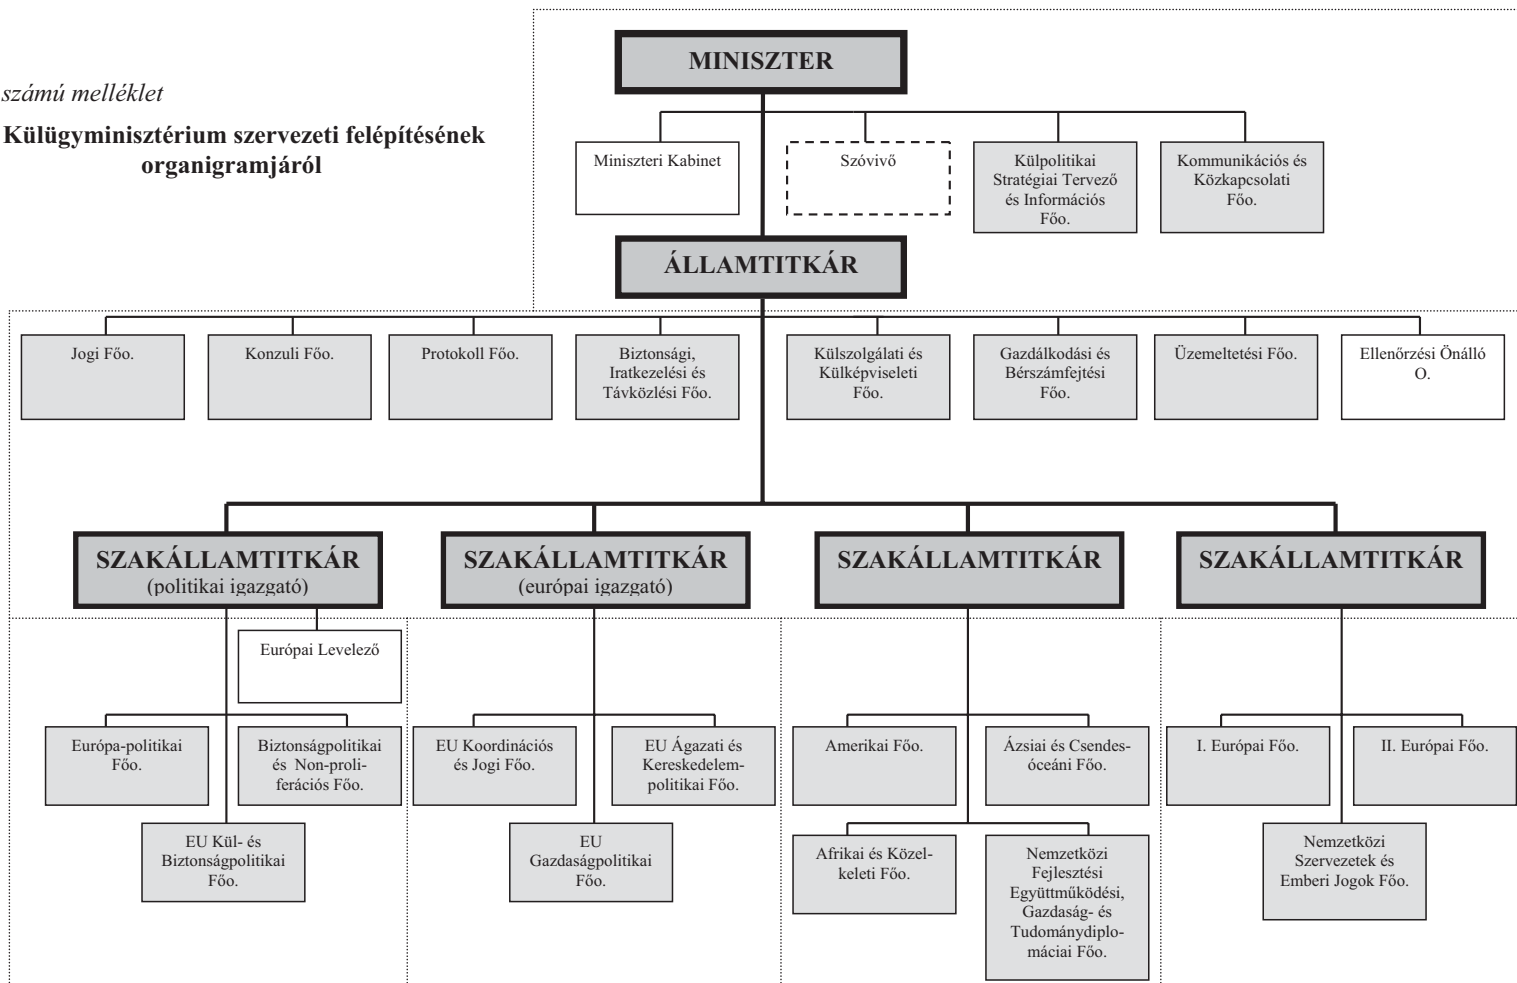 számú melléklet
Külügyminisztérium szervezeti felépítésének
organigramjáról
MINISZTER
Miniszteri Kabinet
Szóvivő
Külpolitikai
Stratégiai Tervező
és Információs
Főo.
Kommunikációs és
Közkapcsolati
Főo.
ÁLLAMTITKÁR
Jogi Főo.
Konzuli Főo.
Protokoll Főo.
Biztonsági,
Iratkezelési és
Távközlési Főo.
Külszolgálati és
Külképviseleti
Főo.
Gazdálkodási és
Bérszámfejtési
Főo.
Üzemeltetési Főo.
Ellenőrzési Önálló
O.
SZAKÁLLAMTITKÁR
(politikai igazgató)
SZAKÁLLAMTITKÁR
(európai igazgató)
SZAKÁLLAMTITKÁR
SZAKÁLLAMTITKÁR
Európai Levelező
Európa-politikai
Főo.
Biztonságpolitikai
és Non-proli-
ferációs Főo.
EU Kül- és
Biztonságpolitikai
Főo.
EU Koordinációs
és Jogi Főo.
EU Ágazati és
Kereskedelem-
politikai Főo.
EU
Gazdaságpolitikai
Főo.
Amerikai Főo.
Ázsiai és Csendes-
óceáni Főo.
Afrikai és Közel-
keleti Főo.
Nemzetközi
Fejlesztési
Együttműködési,
Gazdaság- és
Tudománydiplo-
máciai Főo.
I. Európai Főo.
II. Európai Főo.
Nemzetközi
Szervezetek és
Emberi Jogok Főo.